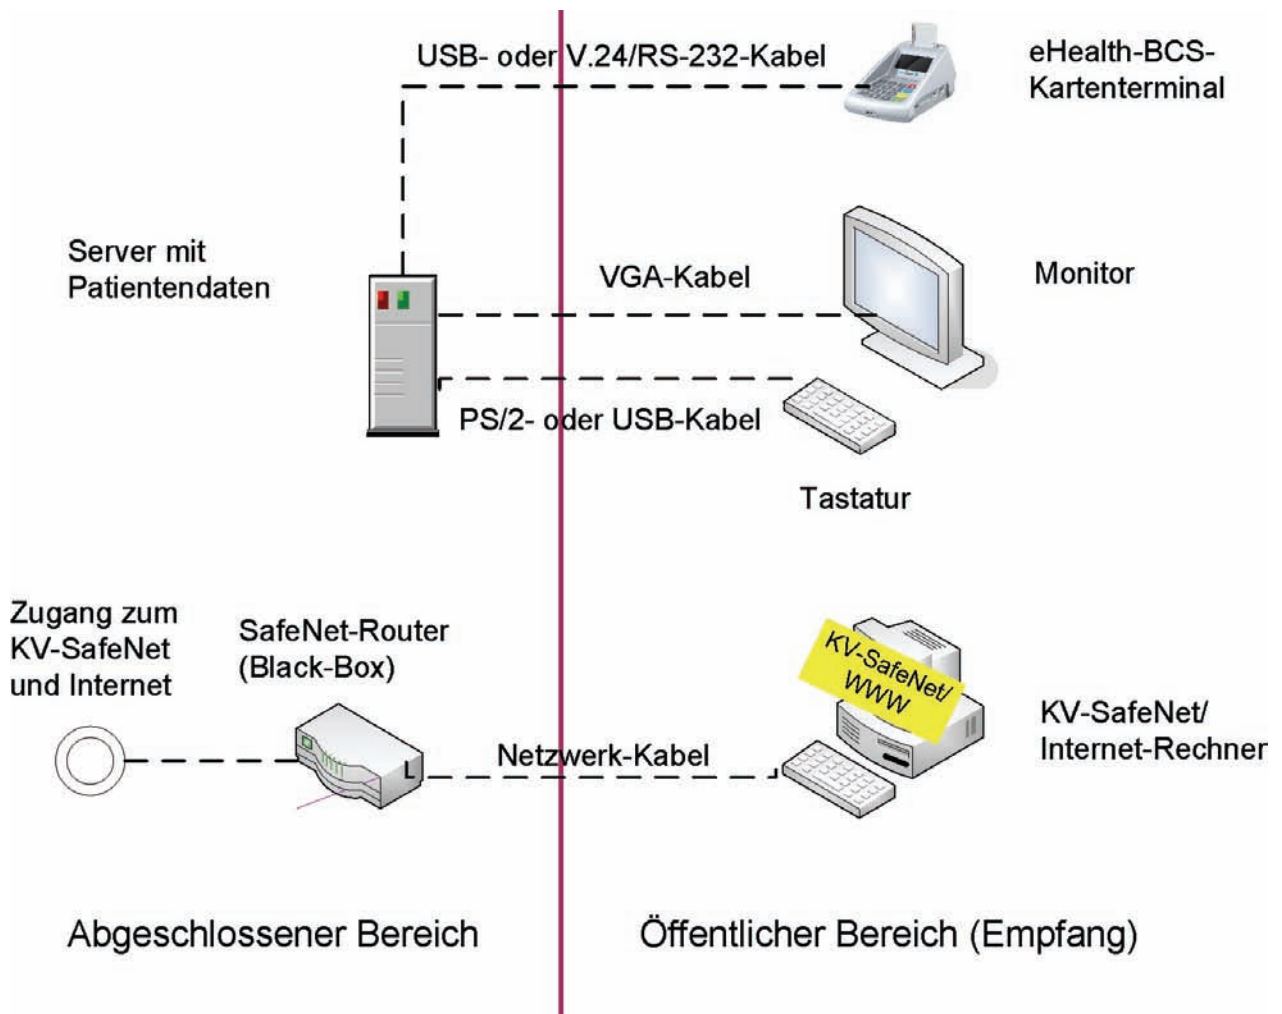 USB- oder V.24/RS-232-Kabel
eHealth-BCS-
Kartenterminal
Server mit
Patientendaten
VGA-Kabel
Monitor
PS/2- oder USB-Kabel
Tastatur
Zugang zum
KV-SafeNet
und Internet
SafeNet-Router
(Black-Box)
Netzwerk-Kabel
KV-SafeNet/
WWW
KV-SafeNet/
Internet-Rechner
Abgeschlossener Bereich
Öffentlicher Bereich (Empfang)